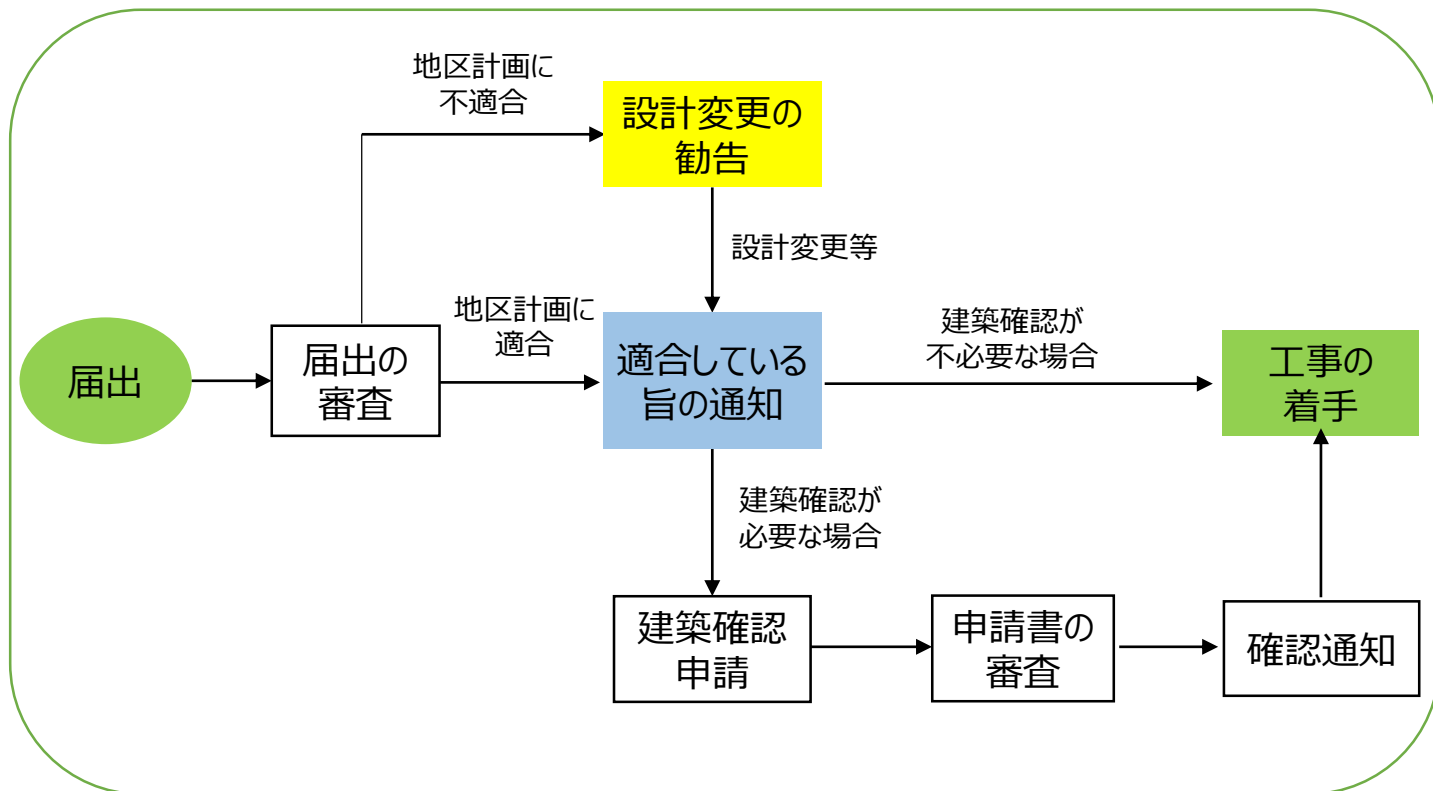 地区計画に
不適合
設計変更の
勧告
設計変更等
届出
届出の
審査
地区計画に
適合
適合している
旨の通知
建築確認が
不必要な場合
工事の
着手
建築確認が
必要な場合
建築確認
申請
申請書の
審査
確認通知